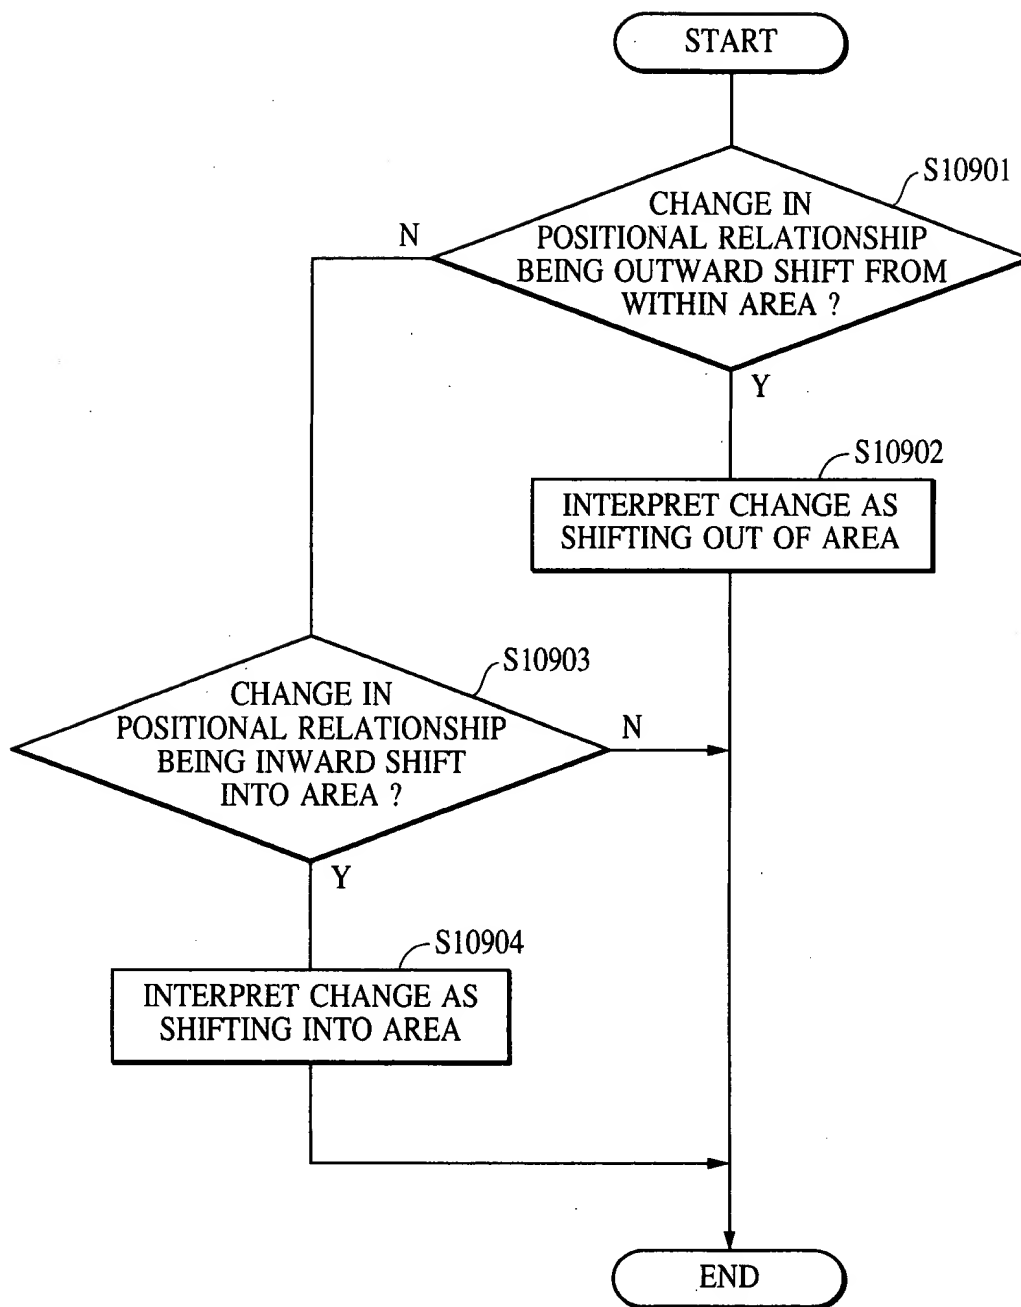 START
S10901
CHANGE IN
POSITIONAL RELATIONSHIP
BEING OUTWARD SHIFT FROM
WITHIN AREA ?
N
Y
S10902
INTERPRET CHANGE AS
SHIFTING OUT OF AREA
S10903
CHANGE IN
POSITIONAL RELATIONSHIP
BEING INWARD SHIFT
INTO AREA ?
N
Y
S10904
INTERPRET CHANGE AS
SHIFTING INTO AREA
END